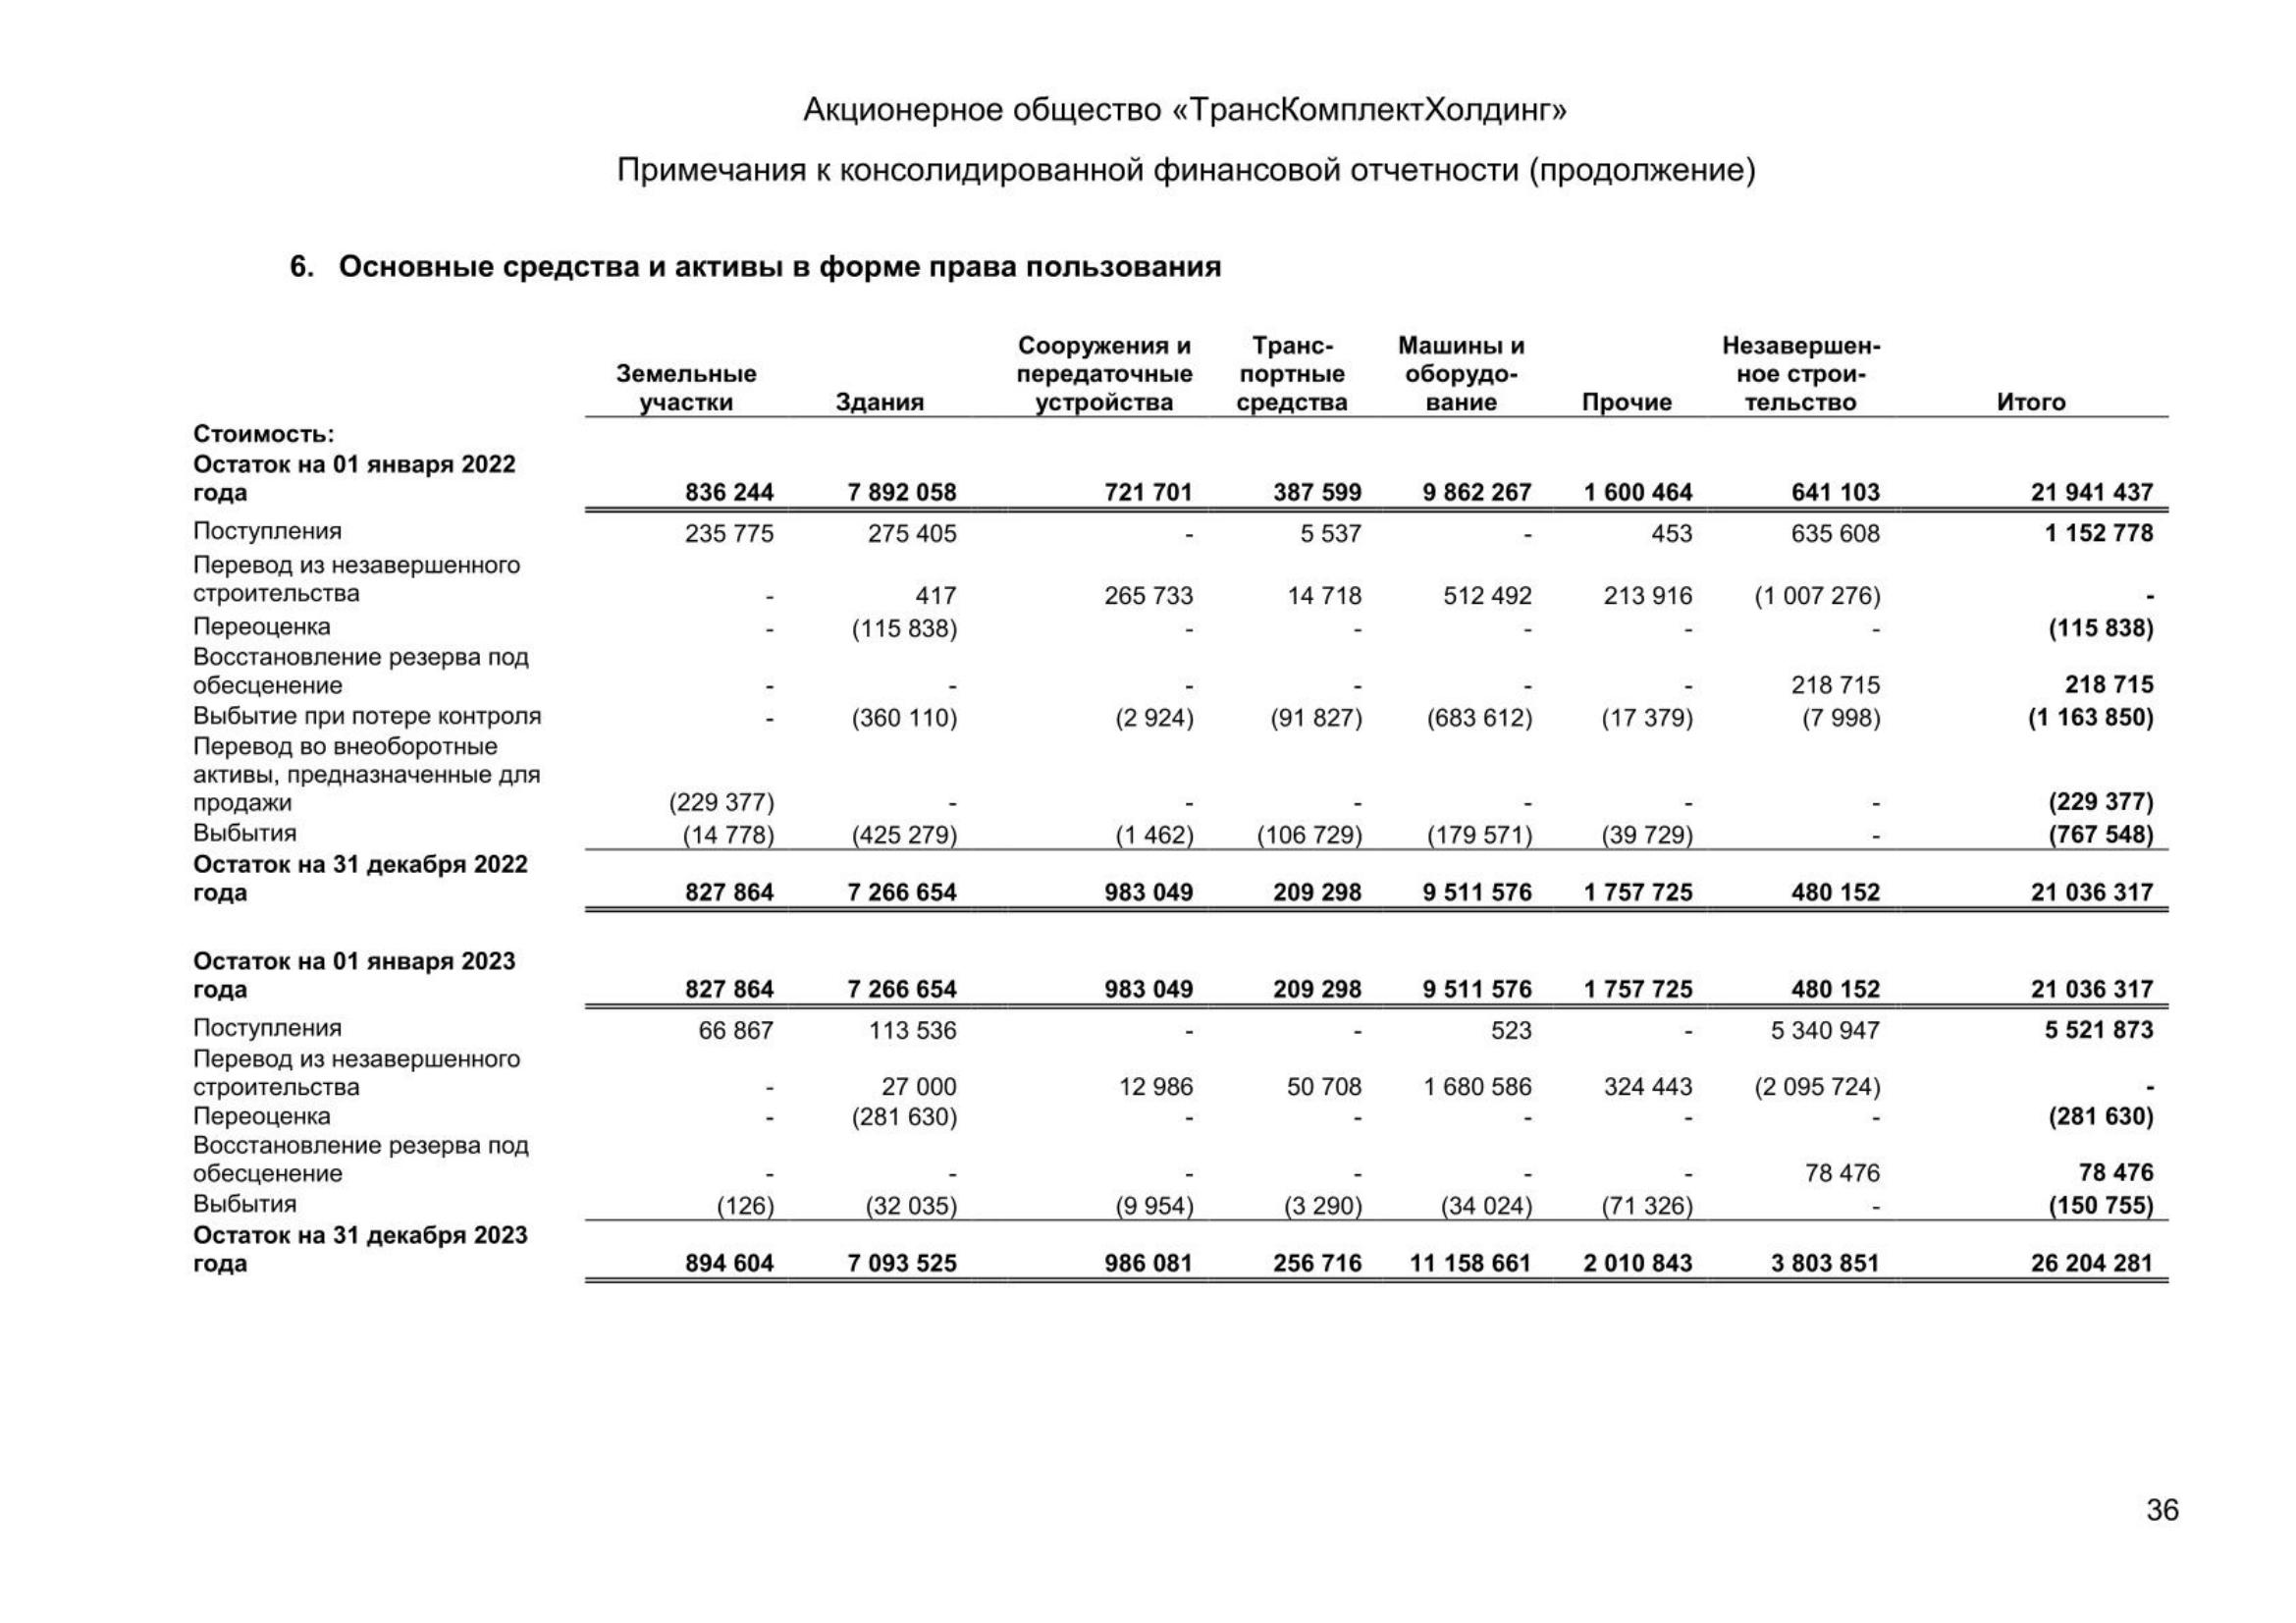 Акционерное общество «ТрансКомплектХолдинг»
Примечания к консолидированной финансовой отчетности (продолжение)
6. Основные средства и активы в форме права пользования
Сооружения и Транс- Машины и Незавершен-
Земельные передаточные портные оборудо- ное строи-
участки Здания устройства средства вание Прочие тельство Итого
Стоимость:
Остаток на 01 января 2022
года 836 244 7 892 058 721 701 387 599 9 862 267 1 600 464 641 103 21 941 437
Поступления 235 775 275 405 - 5 537 - 453 635 608 1 152 778
Перевод из незавершенного
строительства - 417 265 733 14 718 512 492 213 916 (1 007 276) -
Переоценка - (115 838) - - - - - (115 838)
Восстановление резерва под
обесценение - - - - - - 218 715 218 715
Выбытие при потере контроля - (360 110) (2 924) (91 827) (683 612) (17 379) (7 998) (1 163 850)
Перевод во внеоборотные
активы, предназначенные для
продажи (229 377) - - - - - - (229 377)
Выбытия (14 778) (425 279) (1 462) (106 729) (179 571) (39 729) - (767 548)
Остаток на 31 декабря 2022
года 827 864 7 266 654 983 049 209 298 9 511 576 1 757 725 480 152 21 036 317
Остаток на 01 января 2023
года 827 864 7 266 654 983 049 209 298 9 511 576 1 757 725 480 152 21 036 317
Поступления 66 867 113 536 - - 523 - 5 340 947 5 521 873
Перевод из незавершенного
строительства - 27 000 12 986 50 708 1 680 586 324 443 (2 095 724) -
Переоценка - (281 630) - - - - - (281 630)
Восстановление резерва под
обесценение - - - - - - 78 476 78 476
Выбытия (126) (32 035) (9 954) (3 290) (34 024) (71 326) - (150 755)
Остаток на 31 декабря 2023
года 894 604 7 093 525 986 081 256 716 11 158 661 2 010 843 3 803 851 26 204 281
36